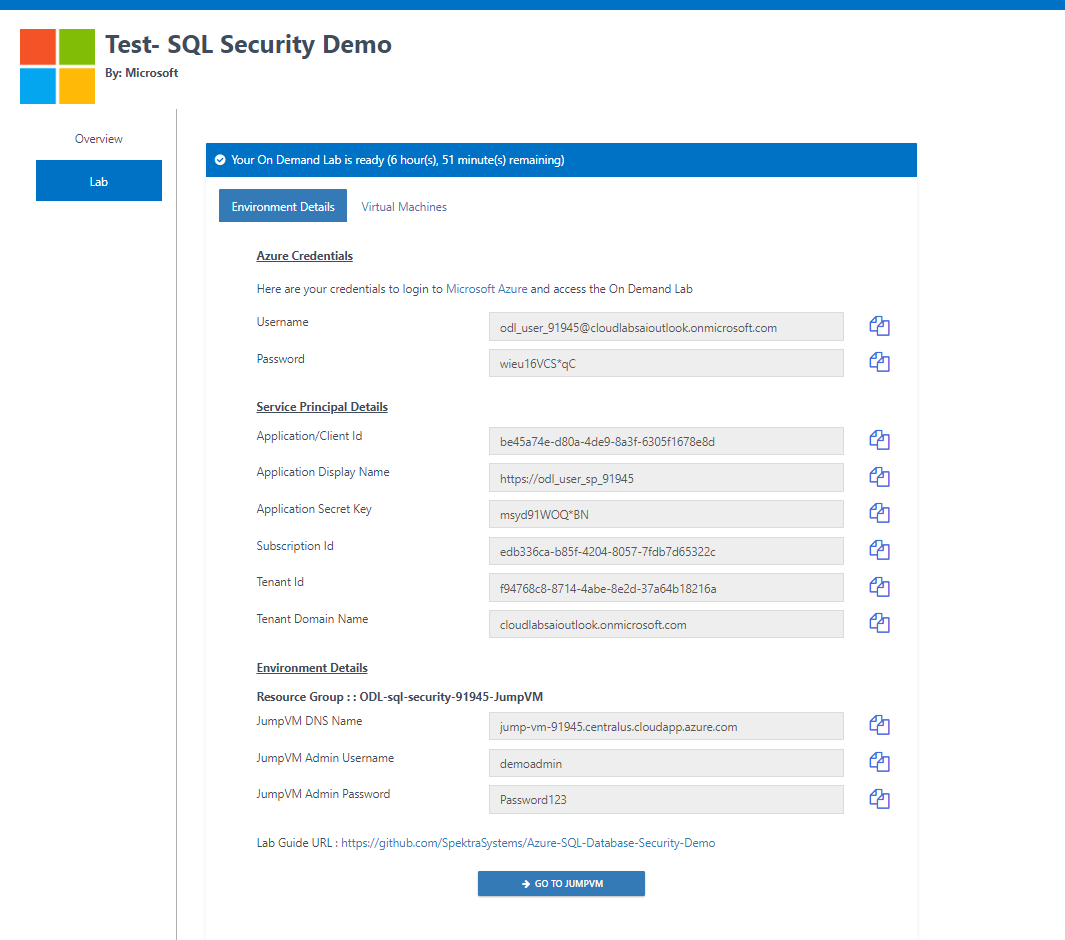 Test- SQL Security Demo
By: Microsoft
Overview
Lab
Your On Demand Lab is ready (6 hour(s), 51 minute(s) remaining)
Environment Details
Virtual Machines
Azure Credentials
Here are your credentials to login to Microsoft Azure and access the On Demand Lab
Username
odl_user_91945@cloudlabsaioutlook.onmicrosoft.com
Password
wieu16VCS*qC
Service Principal Details
Application/Client Id
be45a74e-d80a-4de9-8a3f-6305f1678e8d
Application Display Name
https://odl_user_sp_91945
Application Secret Key
msyd91WOQ*BN
Subscription Id
edb336ca-b85f-4204-8057-7fdb7d65322c
Tenant Id
f94768c8-8714-4abe-8e2d-37a64b18216a
Tenant Domain Name
cloudlabsaioutlook.onmicrosoft.com
Environment Details
Resource Group : : ODL-sql-security-91945-JumpVM
JumpVM DNS Name
jump-vm-91945.centralus.cloudapp.azure.com
JumpVM Admin Username
demoadmin
JumpVM Admin Password
Password123
Lab Guide URL : https://github.com/SpektraSystems/Azure-SQL-Database-Security-Demo
GO TO JUMPVM